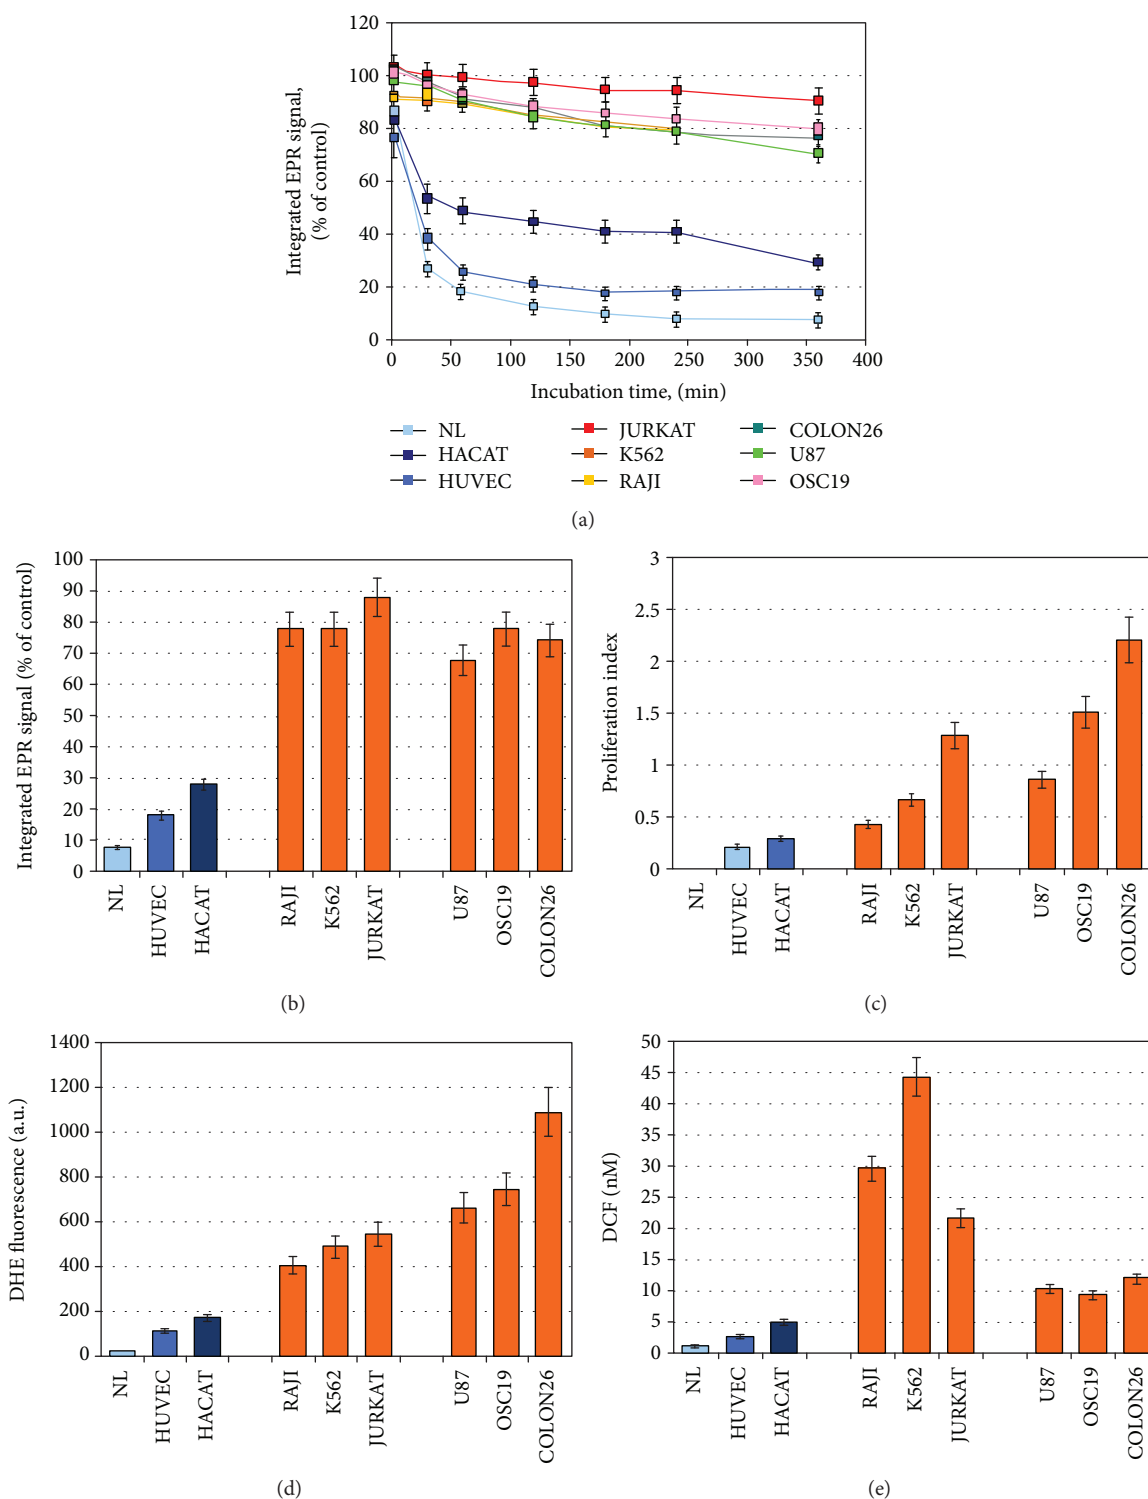 120
100
80
60
40
20
0
Integrated EPR signal,
(% of control)
0 50 100 150 200 250 300 350 400
Incubation time, (min)
NL JURKAT COLON26
HACAT K562 U87
HUVEC RAJI OSC19
(a)
100
90
80
70
60
50
40
30
20
10
0
Integrated EPR signal (% of control)
NL HUVEC HACAT RAJI K562 JURKAT U87 OSC19 COLON26
(b)
3
2.5
2
1.5
1
0.5
0
Proliferation index
NL HUVEC HACAT RAJI K562 JURKAT U87 OSC19 COLON26
(c)
1400
1200
1000
800
600
400
200
0
DHE fluorescence (a.u.)
NL HUVEC HACAT RAJI K562 JURKAT U87 OSC19 COLON26
(d)
50
45
40
35
30
25
20
15
10
5
0
DCF (nM)
NL HUVEC HACAT RAJI K562 JURKAT U87 OSC19 COLON26
(e)